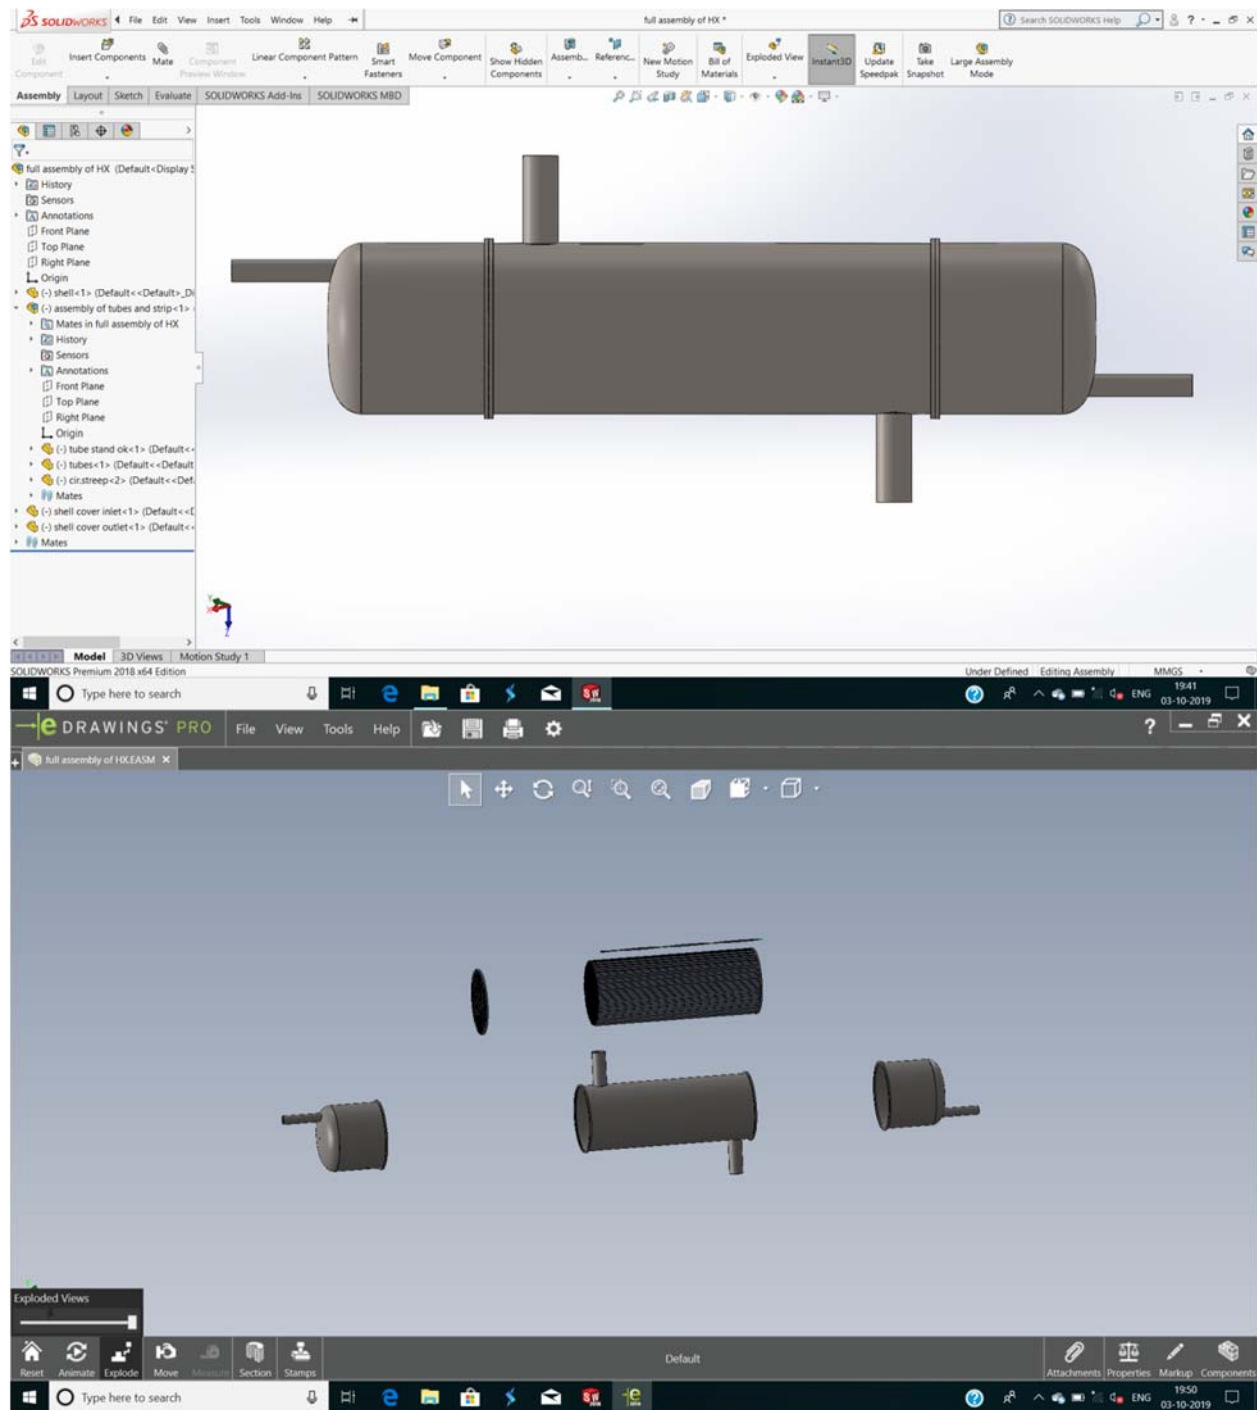 SOLIDWORKS File Edit View Insert Tools Window Help full assembly of HX * Search SOLIDWORKS Help
Edit Component Insert Components Mate Component Preview Window Linear Component Pattern Smart Fasteners Move Component Show Hidden Components Assemb... Referenc... New Motion Study Bill of Materials Exploded View Instant3D Update Speedpak Take Snapshot Large Assembly Mode
Assembly Layout Sketch Evaluate SOLIDWORKS Add-Ins SOLIDWORKS MBD
full assembly of HX (Default<Display S
History
Sensors
Annotations
Front Plane
Top Plane
Right Plane
Origin
(-) shell<1> (Default<<Default>_Di
(-) assembly of tubes and strip<1>
Mates in full assembly of HX
History
Sensors
Annotations
Front Plane
Top Plane
Right Plane
Origin
(-) tube stand ok<1> (Default<<
(-) tubes<1> (Default<<Default
(-) cir.streep<2> (Default<<Def
Mates
(-) shell cover inlet<1> (Default<<D
(-) shell cover outlet<1> (Default<<
Mates
Y X Z
Model 3D Views Motion Study 1
SOLIDWORKS Premium 2018 x64 Edition Under Defined Editing Assembly MMGS
Type here to search ENG 19:41
03-10-2019
eDRAWINGS PRO File View Tools Help
full assembly of HX.EASM
Exploded Views
Reset Animate Explode Move Measure Section Stamps Default Attachments Properties Markup Components
Type here to search ENG 19:50
03-10-2019